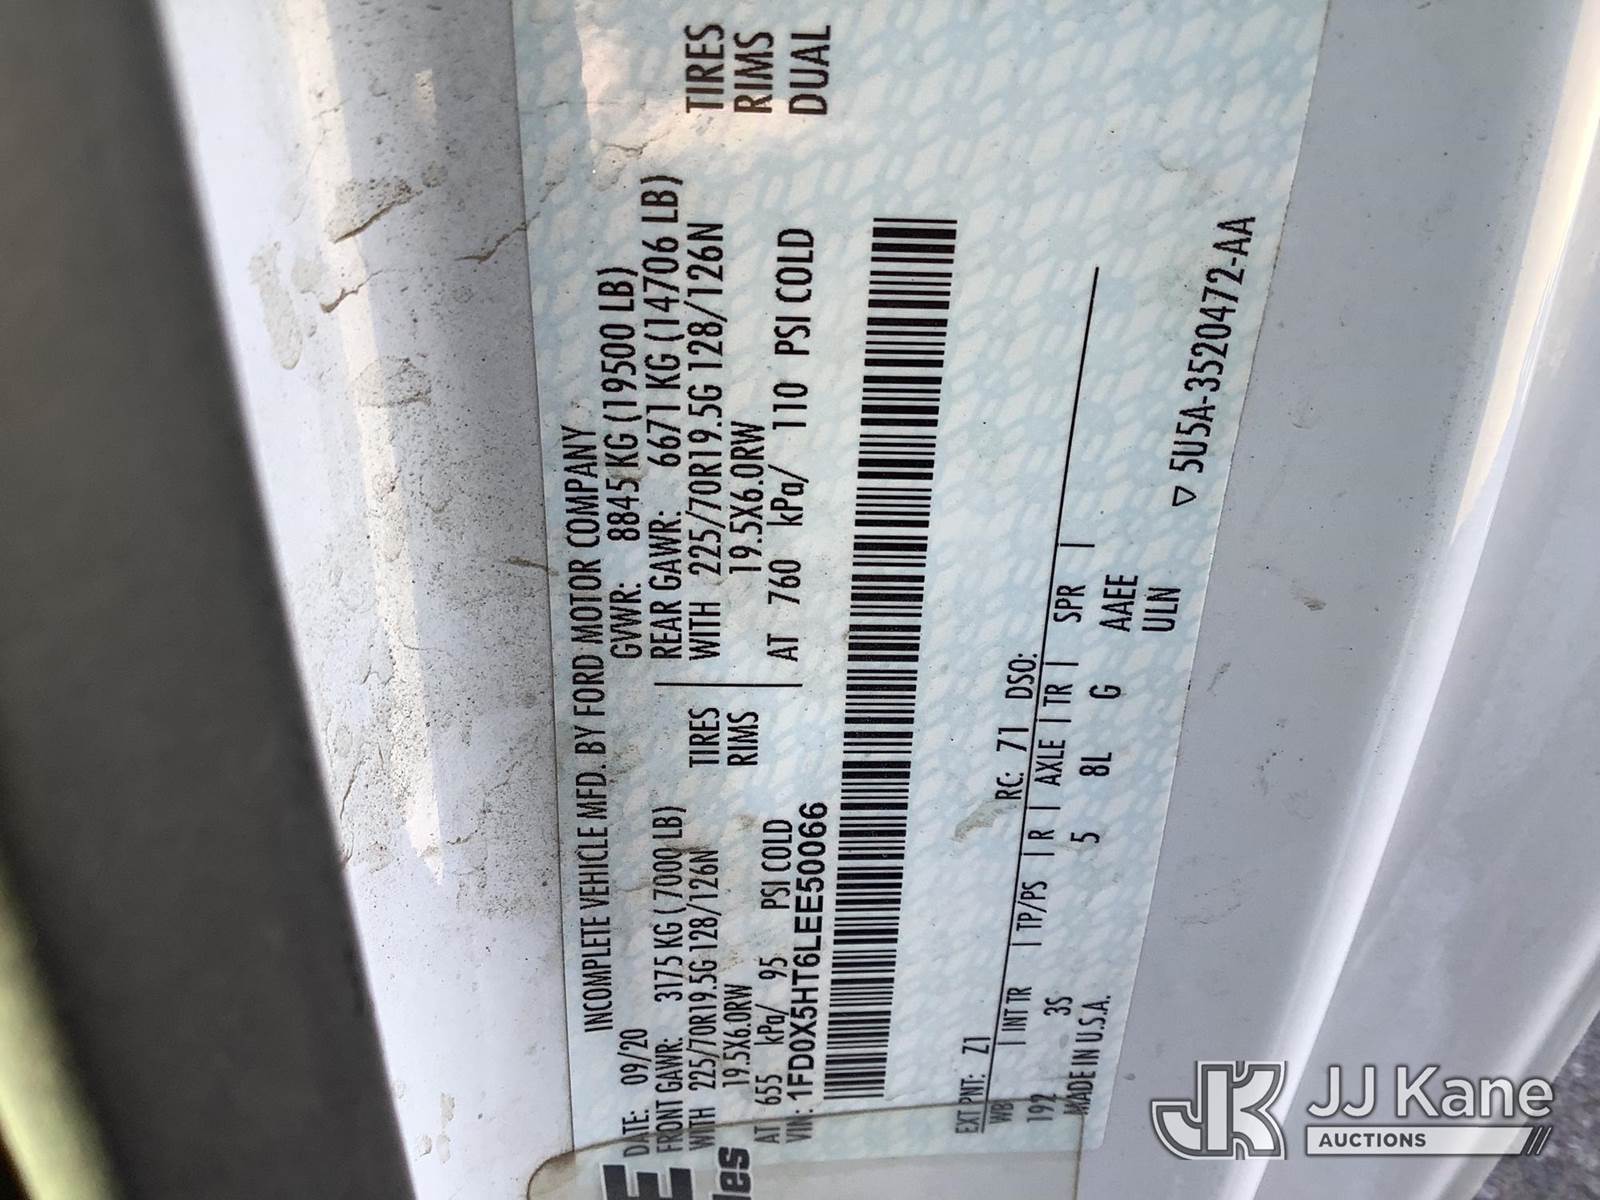 INCOMPLETE VEHICLE MFD. BY FORD MOTOR COMPANY
DATE: 09/20 GVWR: 8845 KG (19500 LB)
FRONT GAWR: 3175 KG (7000 LB) REAR GAWR: 6671 KG (14706 LB)
WITH 225/70R19.5G 128/126N TIRES WITH 225/70R19.5G 128/126N TIRES
19.5X6.0RW RIMS 19.5X6.0RW RIMS
AT 655 kPa/ 95 PSI COLD AT 760 kPa/ 110 PSI COLD DUAL
VIN: 1FD0X5HT6LEE50066
EXT PNT: Z1 RC: 71 DSO:
WB | INT TR | TP/PS | R | AXLE | TR | SPR |
192 3S 5 8L G AAEE
MADE IN U.S.A. ULN
▽ 5U5A-3520472-AA
E
les
JK JJ Kane
AUCTIONS